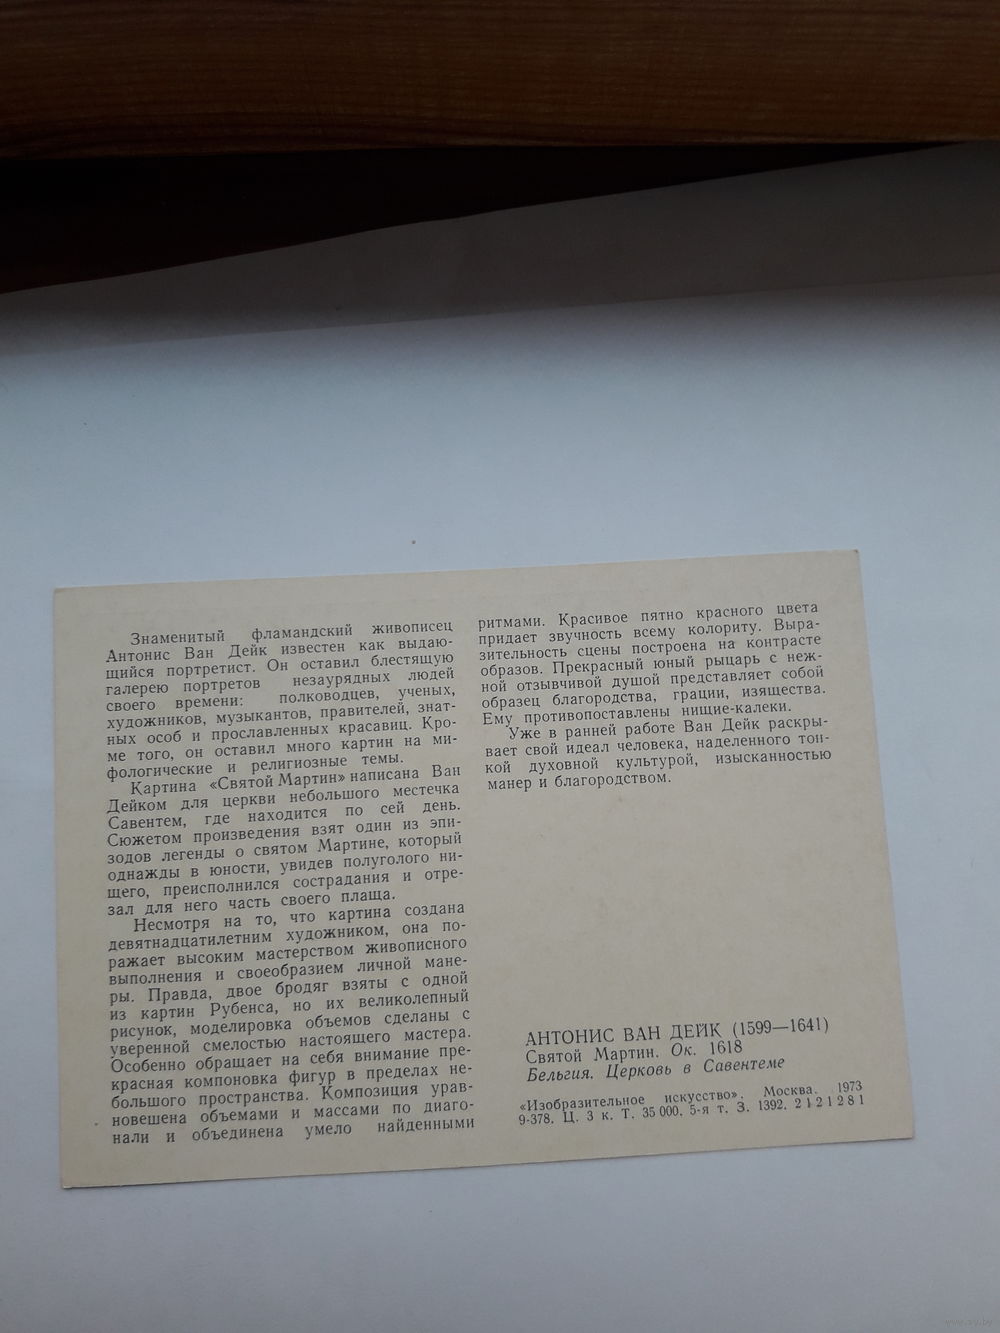 Знаменитый фламандский живописец
Антонис Ван Дейк известен как выдаю-
щийся портретист. Он оставил блестящую
галерею портретов незаурядных людей
своего времени: полководцев, ученых,
художников, музыкантов, правителей, знат-
ных особ и прославленных красавиц. Кро-
ме того, он оставил много картин на ми-
фологические и религиозные темы.
Картина «Святой Мартин» написана Ван
Дейком для церкви небольшого местечка
Савентем, где находится по сей день.
Сюжетом произведения взят один из эпи-
зодов легенды о святом Мартине, который
однажды в юности, увидев полуголого ни-
щего, преисполнился сострадания и отре-
зал для него часть своего плаща.
Несмотря на то, что картина создана
девятнадцатилетним художником, она по-
ражает высоким мастерством живописного
выполнения и своеобразием личной мане-
ры. Правда, двое бродяг взяты с одной
из картин Рубенса, но их великолепный
рисунок, моделировка объемов сделаны с
уверенной смелостью настоящего мастера.
Особенно обращает на себя внимание пре-
красная компоновка фигур в пределах не-
большого пространства. Композиция урав-
новешена объемами и массами по диаго-
нали и объединена умело найденными
ритмами. Красивое пятно красного цвета
придает звучность всему колориту. Выра-
зительность сцены построена на контрасте
образов. Прекрасный юный рыцарь с неж-
ной отзывчивой душой представляет собой
образец благородства, грации, изящества.
Ему противопоставлены нищие-калеки.
Уже в ранней работе Ван Дейк раскры-
вает свой идеал человека, наделенного тон-
кой духовной культурой, изысканностью
манер и благородством.
АНТОНИС ВАН ДЕЙК (1599—1641)
Святой Мартин. Ок. 1618
Бельгия. Церковь в Савентеме
«Изобразительное искусство». Москва. 1973
9-378. Ц. 3 к. Т. 35 000. 5-я т. З. 1392. 2 1 2 1 2 8 1